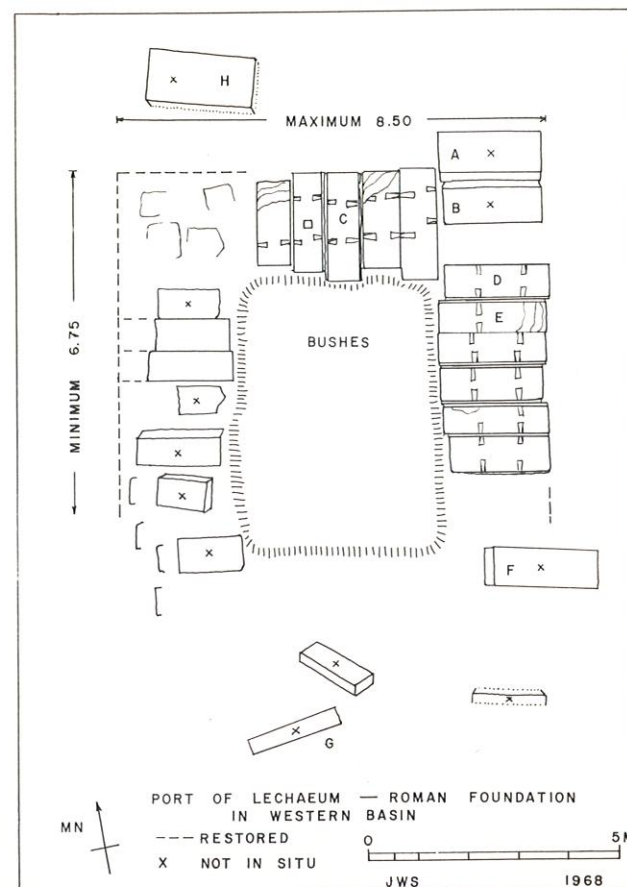 X H
MAXIMUM 8.50
A X
B X
C
D
E
MINIMUM 6.75
BUSHES
X
X
X
X
X
F X
X
X
G
X
PORT OF LECHAEUM — ROMAN FOUNDATION
IN WESTERN BASIN
MN
--- RESTORED
X NOT IN SITU
0 5M
JWS 1968